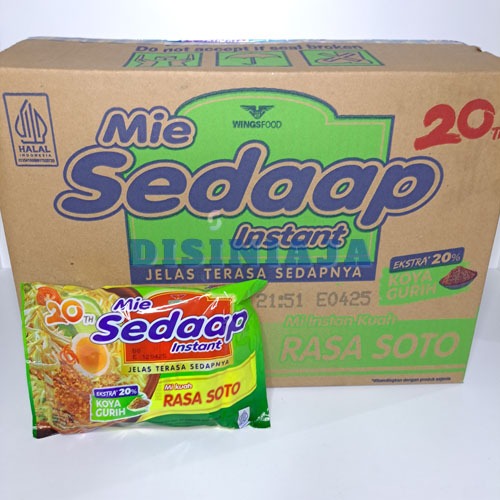 Do not accept if seal broken
HALAL
INDONESIA
WINGSFOOD
20TH
Mie
Sedaap
Instant
DISINIAJA
JELAS TERASA SEDAPNYA
EKSTRA* 20%
KOYA
GURIH
21:51 E0425
Mi Instan Kuah
RASA SOTO
20TH
Mie
Sedaap
Instant
JELAS TERASA SEDAPNYA
EKSTRA* 20%
KOYA
GURIH
Mi kuah
RASA SOTO